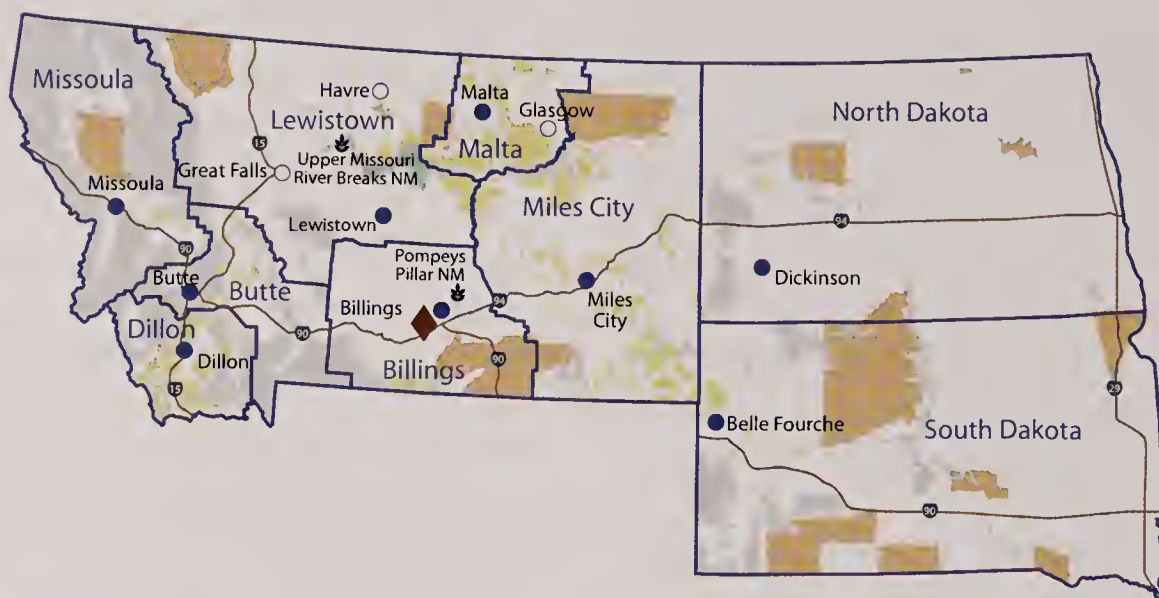 Missoula
Havre
Malta
Glasgow
Lewistown
Malta
North Dakota
15
Great Falls
Upper Missouri
River Breaks NM
Missoula
Lewistown
Miles City
94
90
Pompeys
Pillar NM
Dickinson
Butte
Butte
Billings
94
Miles
City
Dillon
90
Dillon
Billings
90
15
29
Belle Fourche
South Dakota
90